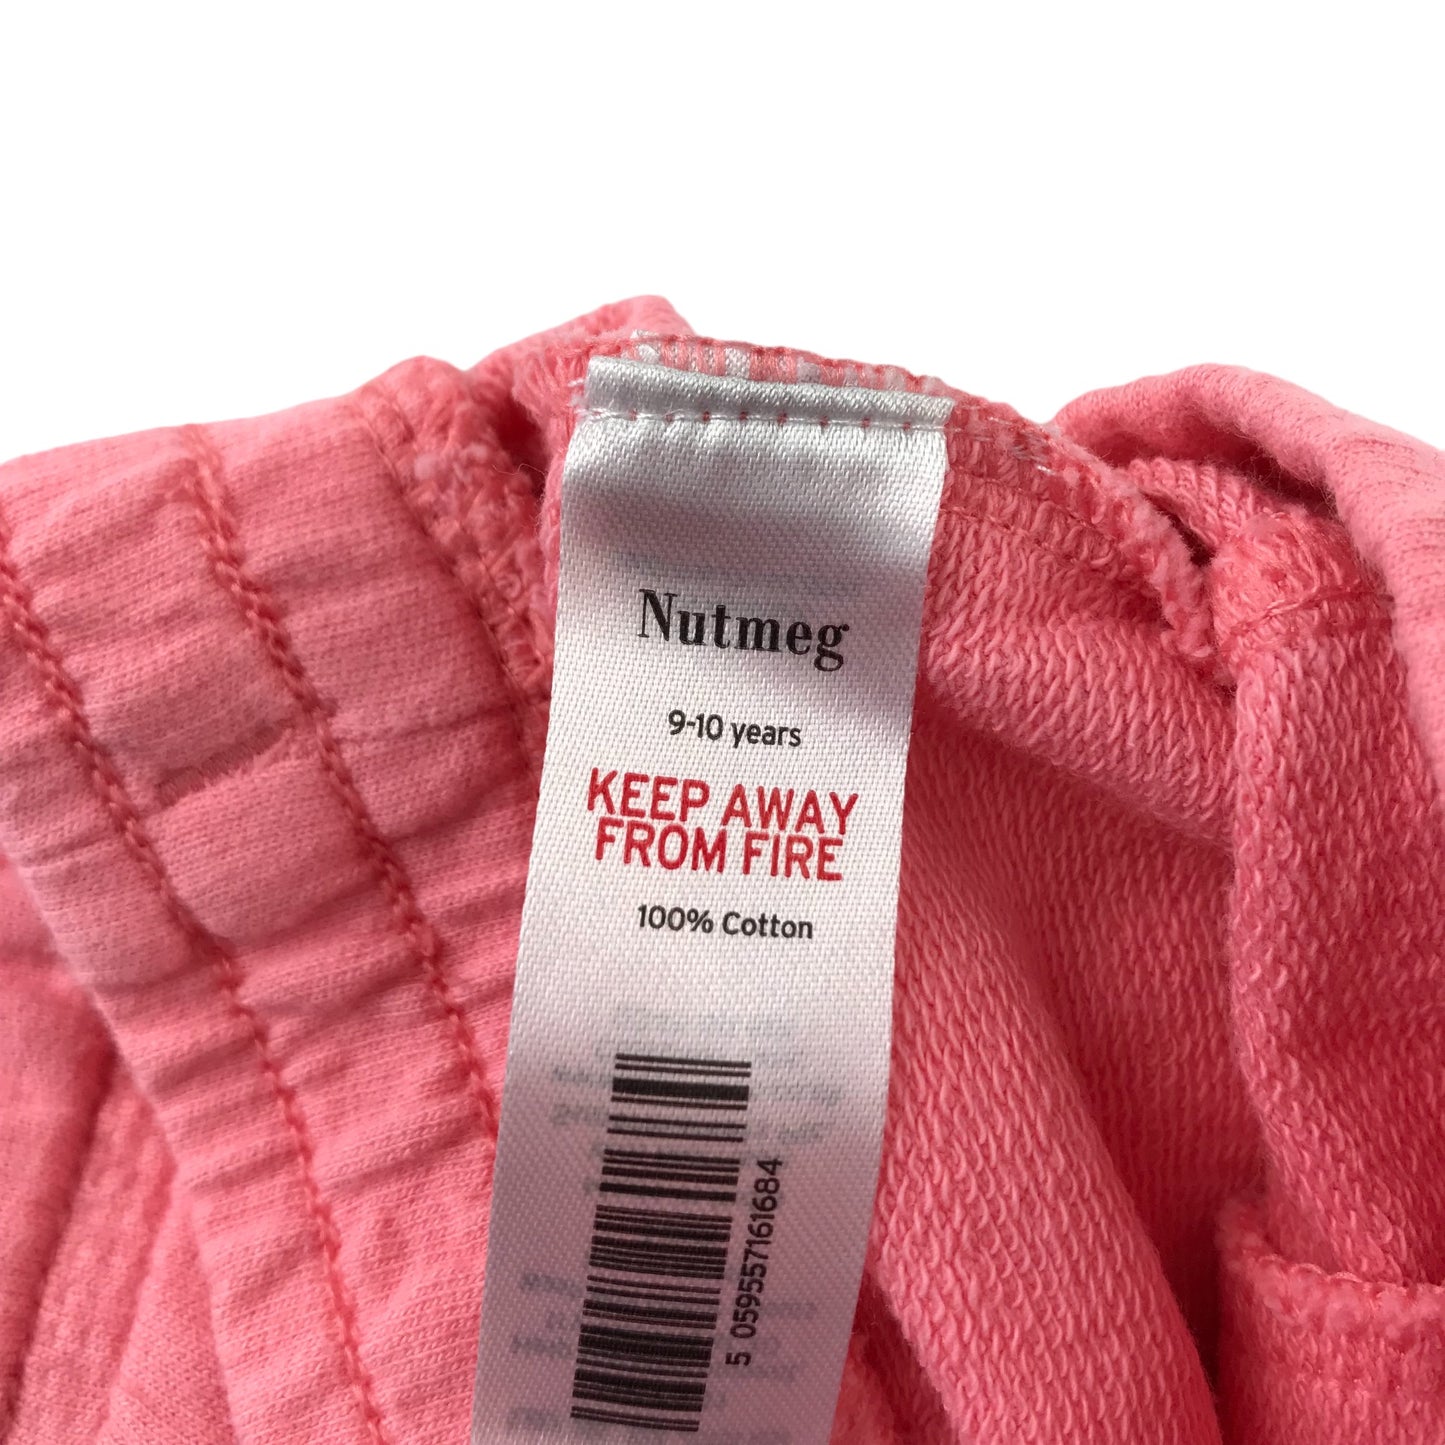 Nutmeg
9-10 years
KEEP AWAY
FROM FIRE
100% Cotton
5 059557161684